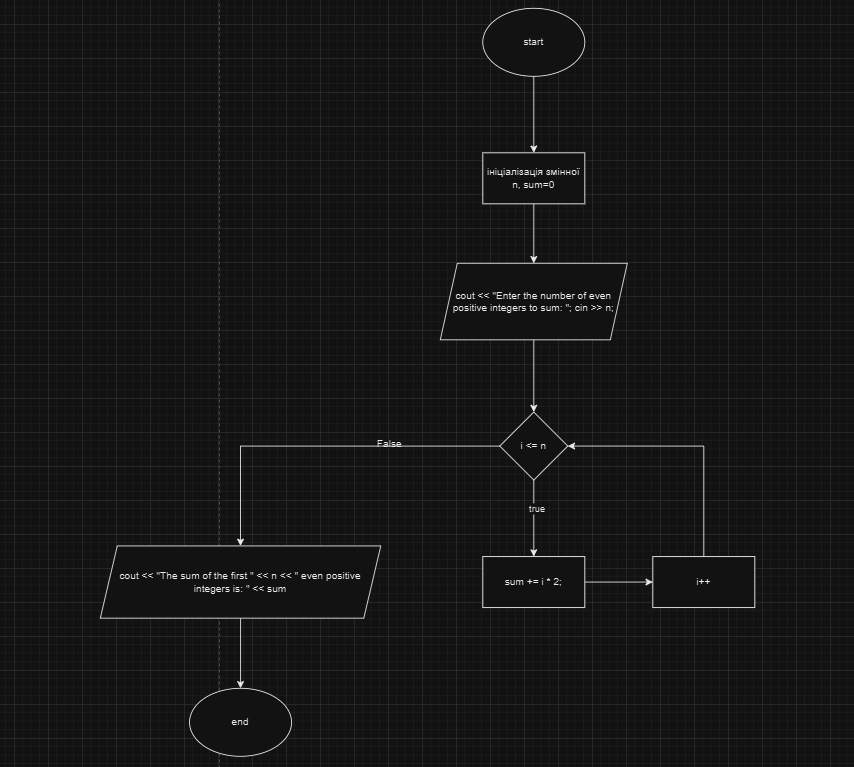 start
ініціалізація змінної
n, sum=0
cout << "Enter the number of even
positive integers to sum: "; cin >> n;
i <= n
False
true
sum += i * 2;
i++
cout << "The sum of the first " << n << " even positive
integers is: " << sum
end